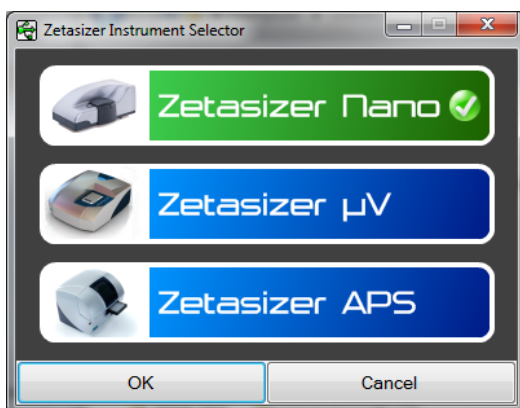 Zetasizer Instrument Selector
Zetasizer Nano
Zetasizer µV
Zetasizer APS
OK Cancel